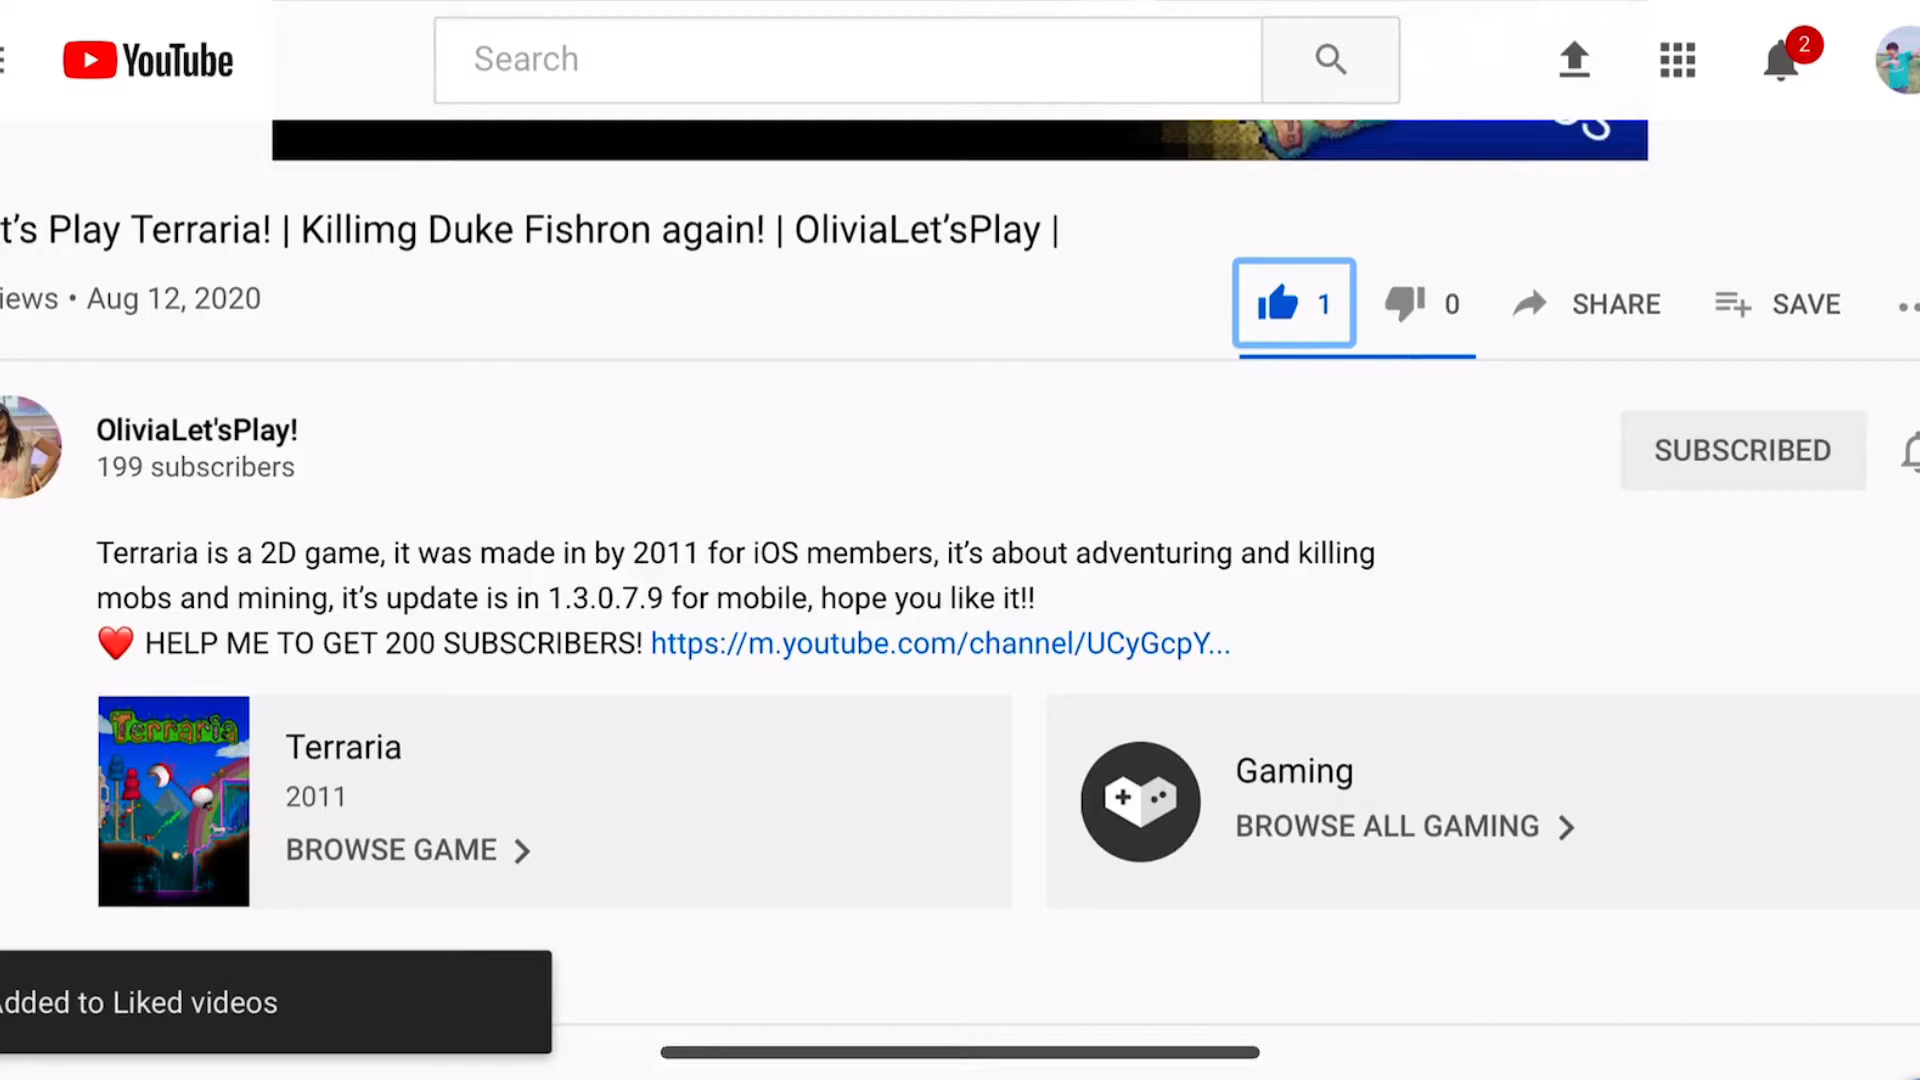 YouTube
Search
2
t’s Play Terraria! | Killimg Duke Fishron again! | OliviaLet’sPlay |
iews • Aug 12, 2020
1
0
SHARE
SAVE
OliviaLet'sPlay!
199 subscribers
SUBSCRIBED
Terraria is a 2D game, it was made in by 2011 for iOS members, it’s about adventuring and killing
mobs and mining, it’s update is in 1.3.0.7.9 for mobile, hope you like it!!
❤️ HELP ME TO GET 200 SUBSCRIBERS! https://m.youtube.com/channel/UCyGcpY...
Terraria
Terraria
2011
BROWSE GAME
Gaming
BROWSE ALL GAMING
dded to Liked videos